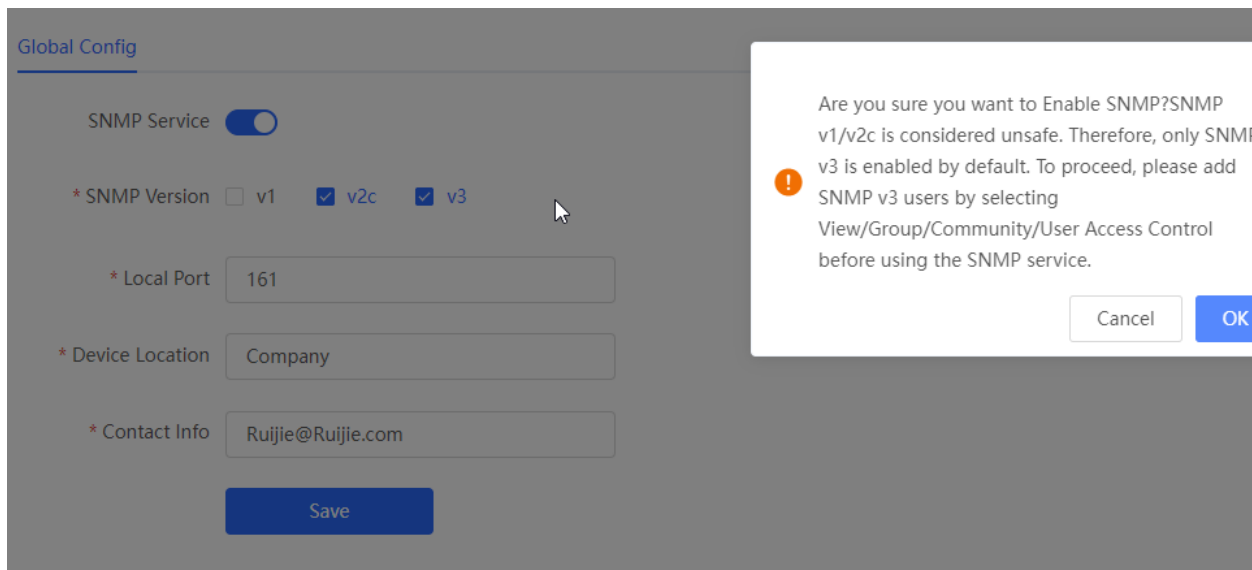 Global Config
SNMP Service
* SNMP Version v1 v2c v3
* Local Port 161
* Device Location Company
* Contact Info Ruijie@Ruijie.com
Save
Are you sure you want to Enable SNMP?SNMP
v1/v2c is considered unsafe. Therefore, only SNMP
v3 is enabled by default. To proceed, please add
SNMP v3 users by selecting
View/Group/Community/User Access Control
before using the SNMP service.
Cancel OK